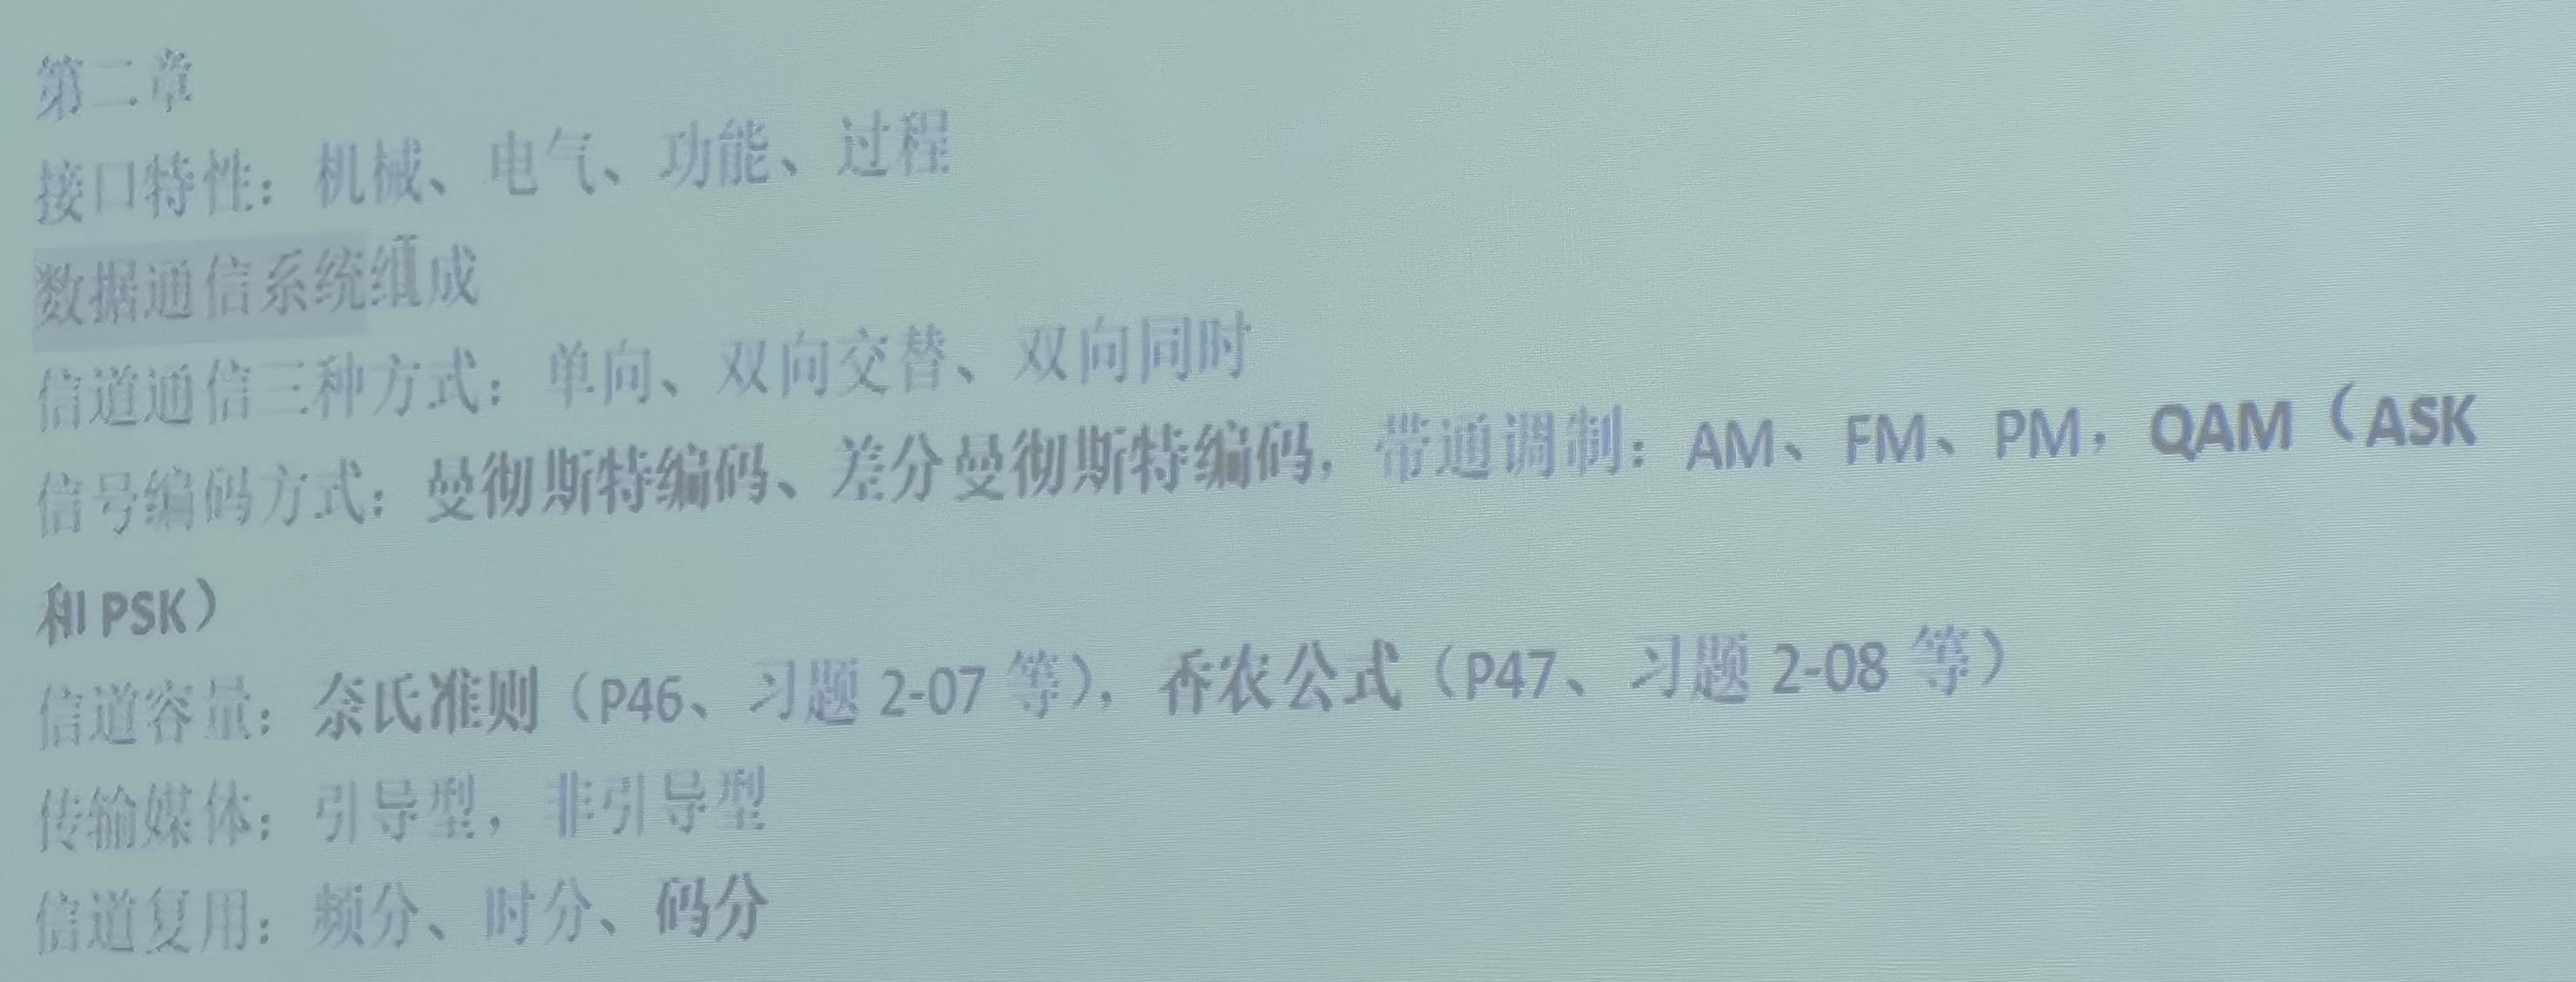 第二章
接口特性：机械、电气、功能、过程
数据通信系统组成
信道通信三种方式：单向、双向交替、双向同时
信号编码方式：曼彻斯特编码、差分曼彻斯特编码，带通调制：AM、FM、PM，QAM（ASK
和 PSK）
信道容量：奈氏准则（P46、习题 2-07 等），香农公式（P47、习题 2-08 等）
传输媒体：引导型，非引导型
信道复用：频分、时分、码分